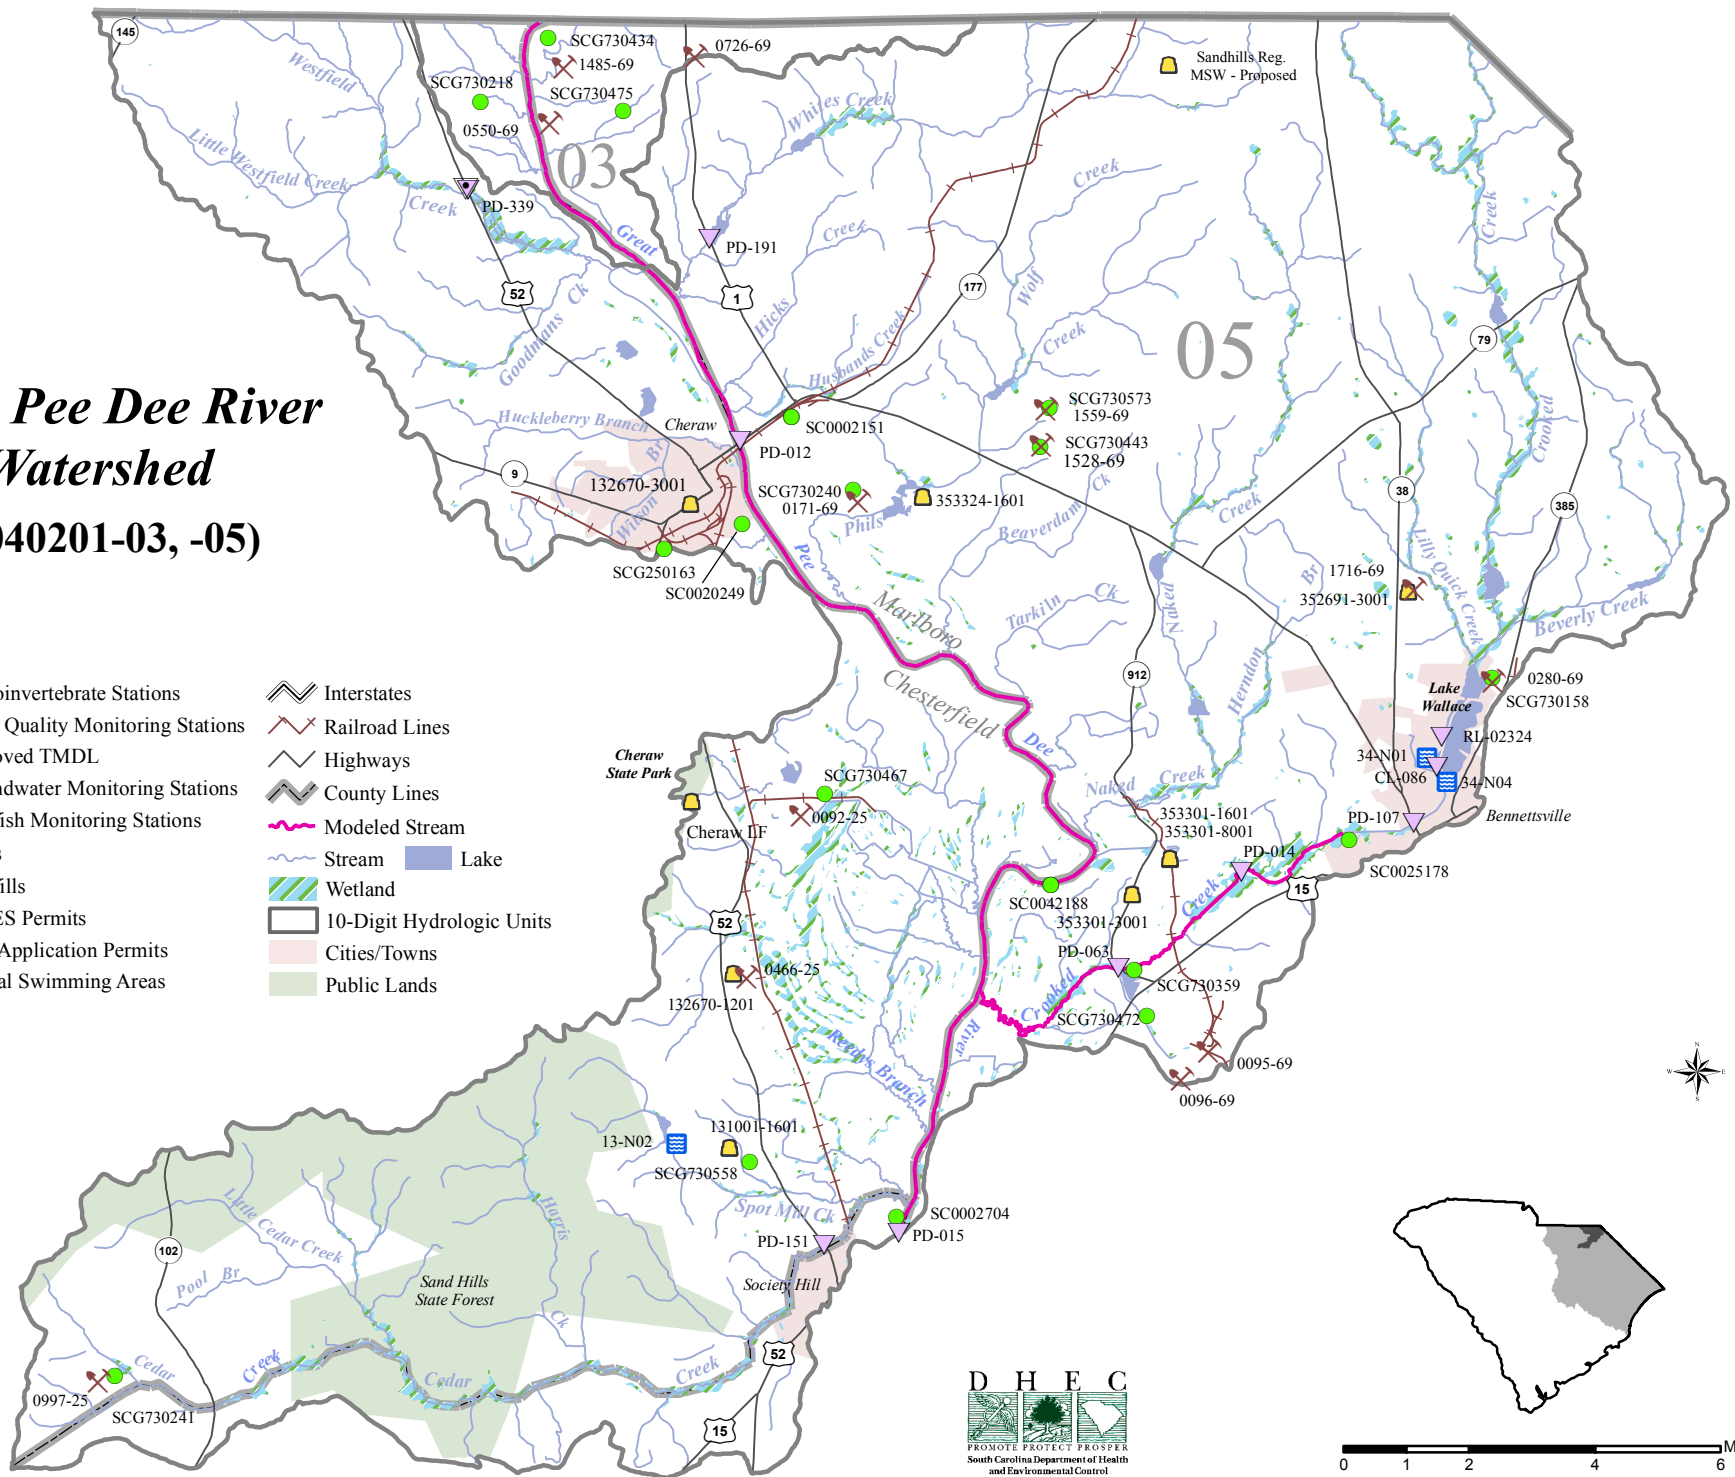 145
Westfield
Little Westfield Creek
Creek
SCG730434
1485-69
SCG730218
SCG730475
0550-69
03
0726-69
Whites Creek
Sandhills Reg.
MSW - Proposed
PD-339
Great
PD-191
Creek
Creek
Creek
52
1
177
Goodmans Ck
Hicks
Husbands Creek
Wolf
Creek
05
79
Pee Dee River
Watershed
040201-03, -05)
Huckleberry Branch
Cheraw
PD-012
SC0002151
SCG730573
1559-69
SCG730443
1528-69
Crooked
9
Br
132670-3001
Wilson
SCG730240
0171-69
Phils
353324-1601
Beaverdam Ck
Creek
38
385
SCG250163
SC0020249
Pee
Marlboro
Chesterfield
Tarkiln Ck
Naked
Br
Herndon
1716-69
352691-3001
Lilly Quick Creek
Beverly Creek
912
0280-69
SCG730158
Lake
Wallace
RL-02324
34-N01
CL-086
34-N04
PD-107
Bennettsville
Dee
Naked Creek
oinvertebrate Stations
Quality Monitoring Stations
oved TMDL
ndwater Monitoring Stations
fish Monitoring Stations
s
ills
ES Permits
Application Permits
al Swimming Areas
Interstates
Railroad Lines
Highways
County Lines
Modeled Stream
Stream
Lake
Wetland
10-Digit Hydrologic Units
Cities/Towns
Public Lands
Cheraw
State Park
Cheraw LF
SCG730467
0092-25
353301-1601
353301-8001
PD-014
SC0025178
15
SC0042188
353301-3001
Creek
52
PD-063
SCG730359
Crooked
SCG730472
0466-25
132670-1201
River
Reedys Branch
0095-69
0096-69
N
W
E
S
13-N02
131001-1601
SCG730558
Spot Mill Ck
SC0002704
PD-015
PD-151
Society Hill
102
Little Cedar Creek
Pool Br
Harris
Ck
Sand Hills
State Forest
Cedar
Creek
Cedar
Creek
0997-25
SCG730241
52
15
D H E C
PROMOTE PROTECT PROSPER
South Carolina Department of Health
and Environmental Control
M
0 1 2 4 6